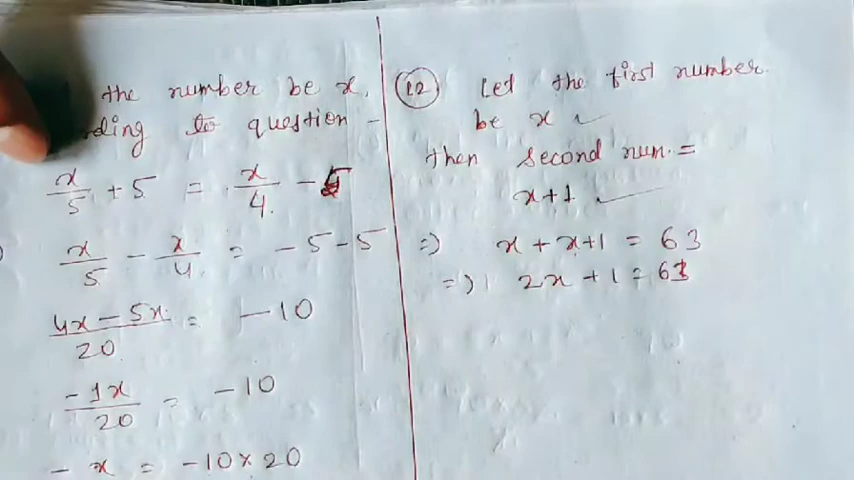 the number be x.
ding to question -
x/5 + 5 = x/4 - 5
x/5 - x/4 = - 5 - 5
4x - 5x / 20 = - 10
-1x / 20 = - 10
- x = - 10 × 20
(12) Let the first number
be x ✓
then second num. =
x+1 ✓
=) x + x + 1 = 63
=) 2x + 1 = 63